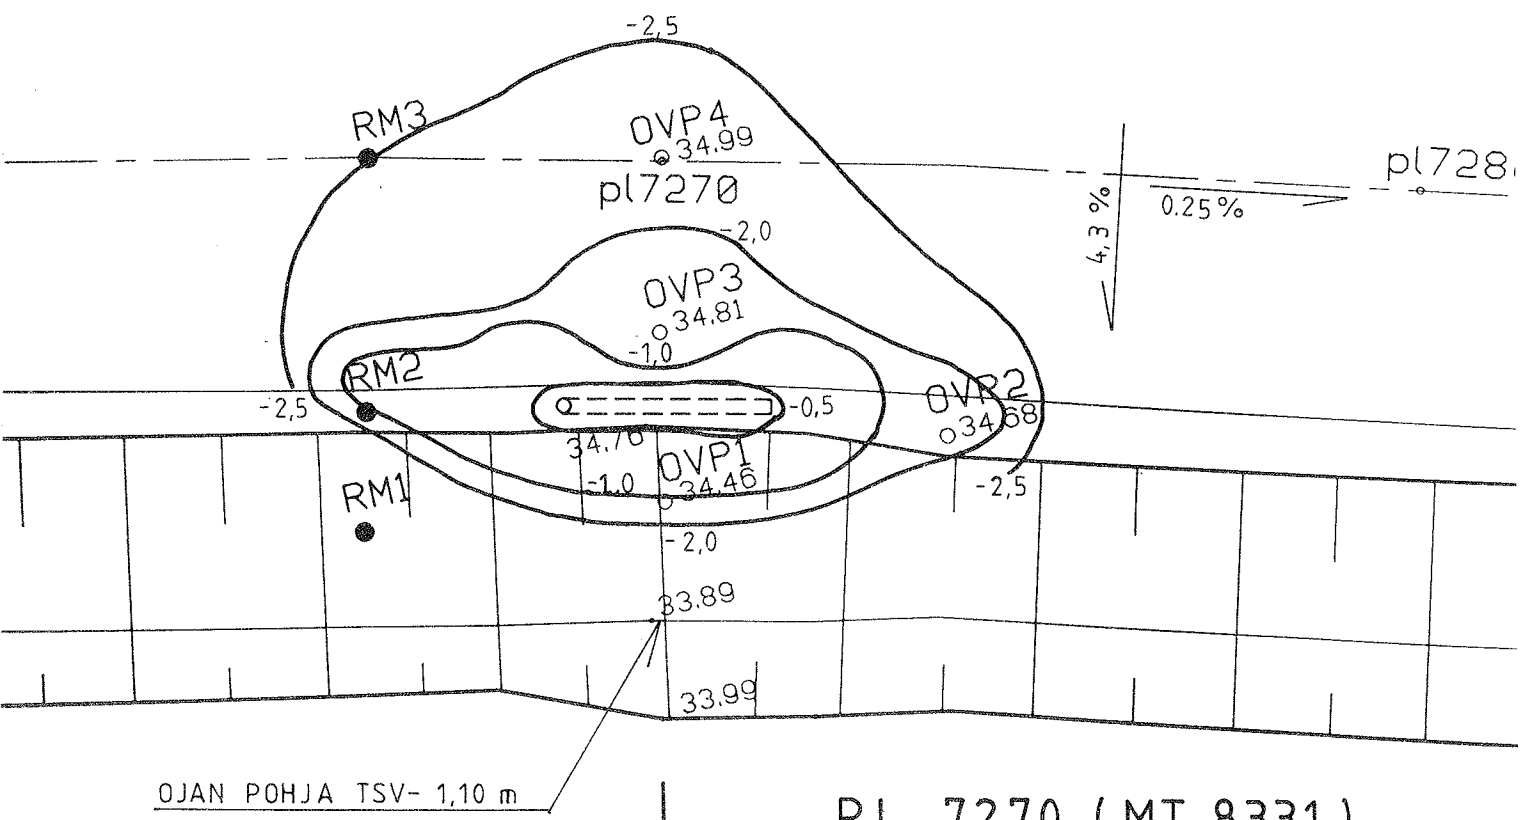 -2,5
RM3
OVP4
34.99
pl7270
pl728
0.25%
4,3 %
-2,0
OVP3
34.81
-1,0
RM2
-2,5
-0,5
OVP2
34.68
34.76
OVP1
34.46
-1,0
-2,5
RM1
-2,0
33.89
33.99
OJAN POHJA TSV- 1,10 m
PL 7270 (MT 8331)